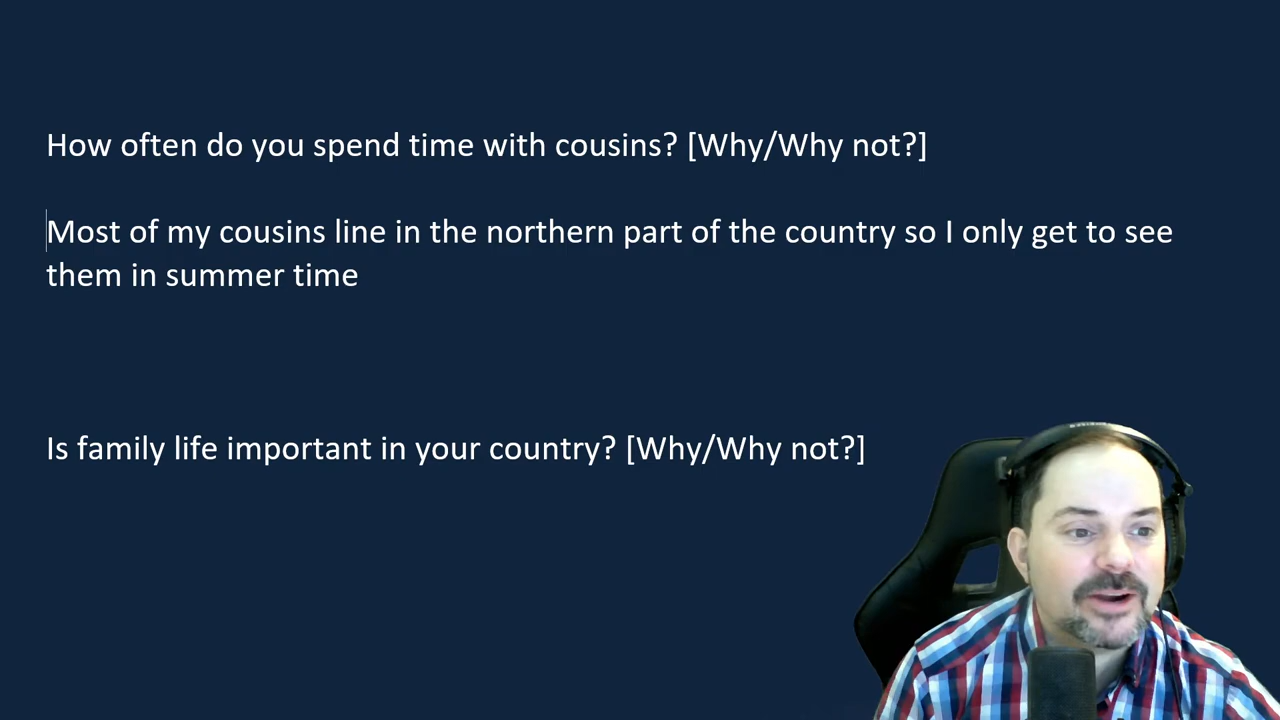 How often do you spend time with cousins? [Why/Why not?]
Most of my cousins line in the northern part of the country so I only get to see
them in summer time
Is family life important in your country? [Why/Why not?]